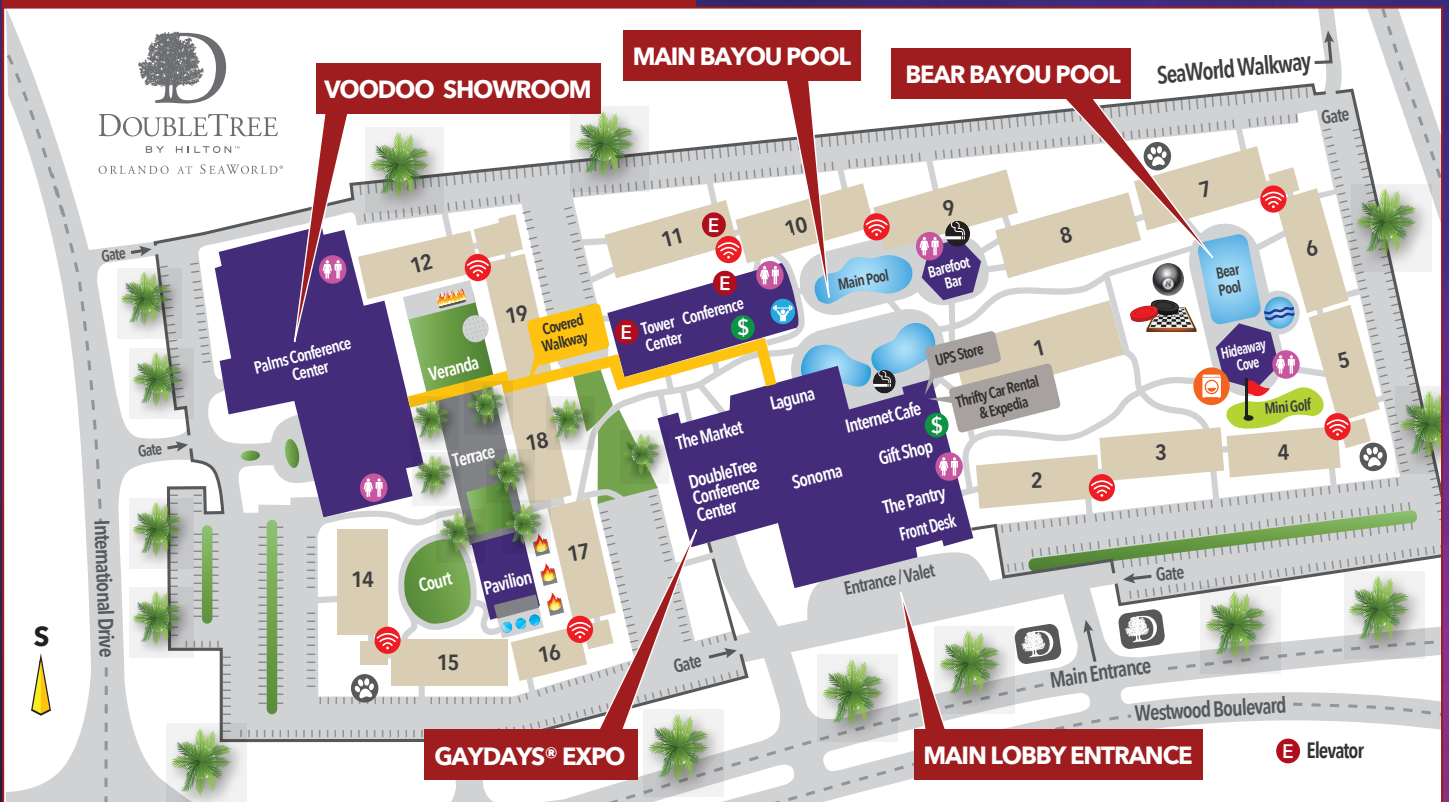 DOUBLETREE
BY HILTON™
ORLANDO AT SEAWORLD®
VOODOO SHOWROOM
MAIN BAYOU POOL
BEAR BAYOU POOL
SeaWorld Walkway
Gate
Gate
Gate
12
19
11
E
10
9
8
7
6
5
Palms Conference
Center
Veranda
Covered
Walkway
E
E
Tower Conference
Center
$
Main Pool
Barefoot
Bar
Bear
Pool
8
Hideaway
Cove
Mini Golf
1
UPS Store
Thrifty Car Rental
& Expedia
Laguna
Internet Cafe
$
The Market
Gift Shop
DoubleTree
Conference
Center
Sonoma
The Pantry
Front Desk
Terrace
18
2
3
4
International Drive
14
Court
Pavilion
17
15
16
Entrance / Valet
Gate
Gate
Main Entrance
Westwood Boulevard
S
GAYDAYS® EXPO
MAIN LOBBY ENTRANCE
E Elevator